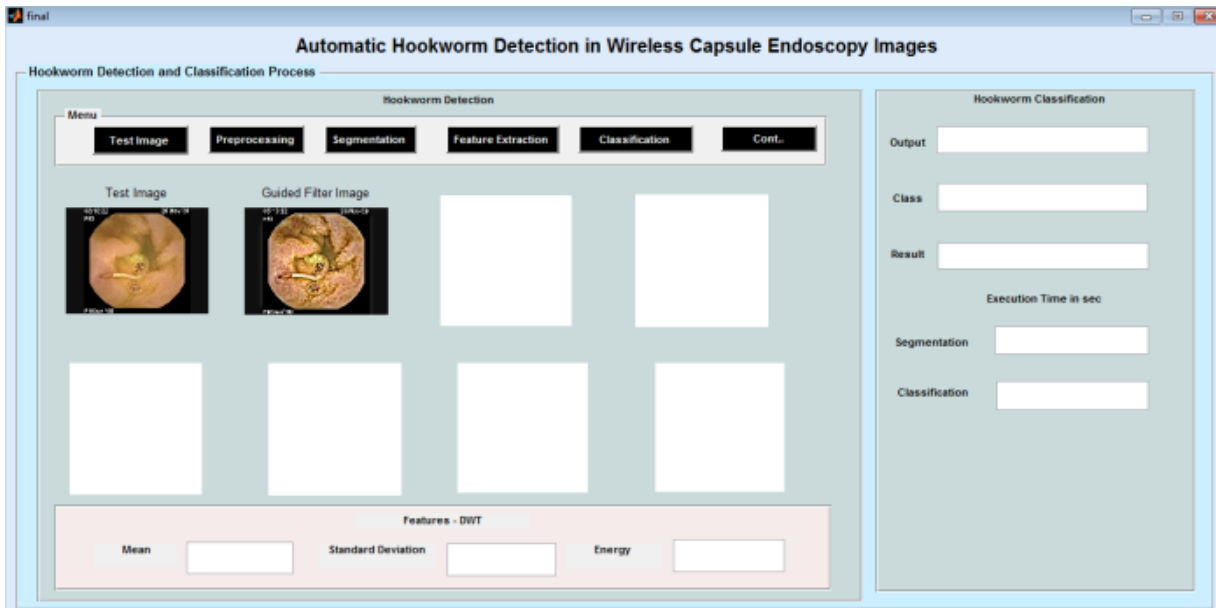 final
Automatic Hookworm Detection in Wireless Capsule Endoscopy Images
Hookworm Detection and Classification Process
Hookworm Detection
Menu
Test Image Preprocessing Segmentation Feature Extraction Classification Cont..
Test Image Guided Filter Image
Features - DWT
Mean Standard Deviation Energy
Hookworm Classification
Output
Class
Result
Execution Time in sec
Segmentation
Classification